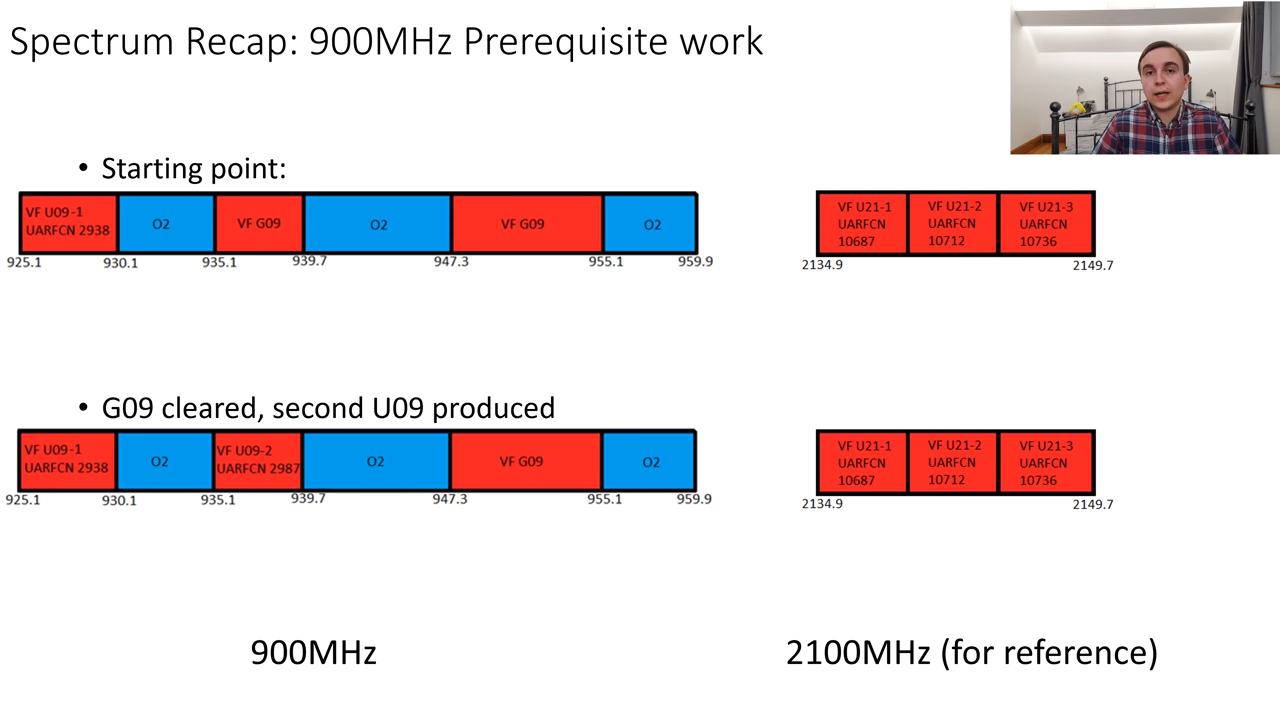 Spectrum Recap: 900MHz Prerequisite work
• Starting point:
VF U09-1
UARFCN 2938
O2
VF G09
O2
VF G09
O2
925.1
930.1
935.1
939.7
947.3
955.1
959.9
VF U21-1
UARFCN
10687
VF U21-2
UARFCN
10712
VF U21-3
UARFCN
10736
2134.9
2149.7
• G09 cleared, second U09 produced
VF U09-1
UARFCN 2938
O2
VF U09-2
UARFCN 2987
O2
VF G09
O2
925.1
930.1
935.1
939.7
947.3
955.1
959.9
VF U21-1
UARFCN
10687
VF U21-2
UARFCN
10712
VF U21-3
UARFCN
10736
2134.9
2149.7
900MHz
2100MHz (for reference)